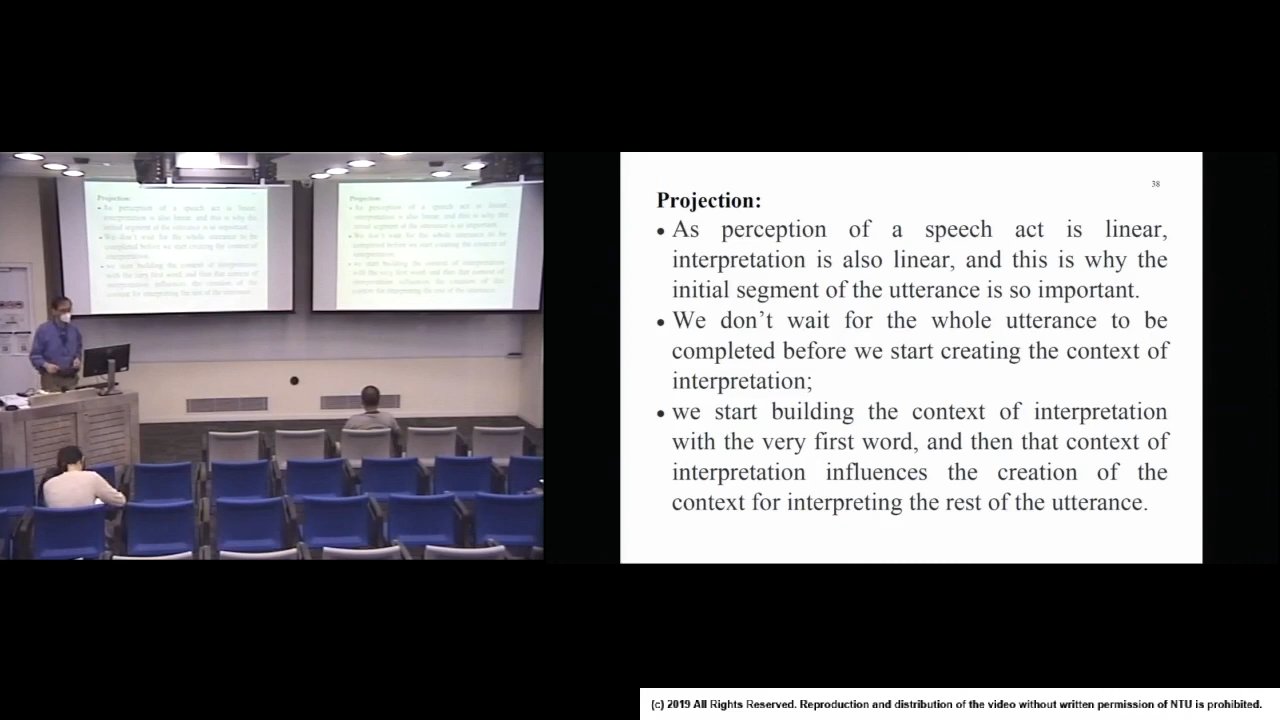 38
Projection:
• As perception of a speech act is linear,
interpretation is also linear, and this is why the
initial segment of the utterance is so important.
• We don’t wait for the whole utterance to be
completed before we start creating the context of
interpretation;
• we start building the context of interpretation
with the very first word, and then that context of
interpretation influences the creation of the
context for interpreting the rest of the utterance.
(c) 2019 All Rights Reserved. Reproduction and distribution of the video without written permission of NTU is prohibited.